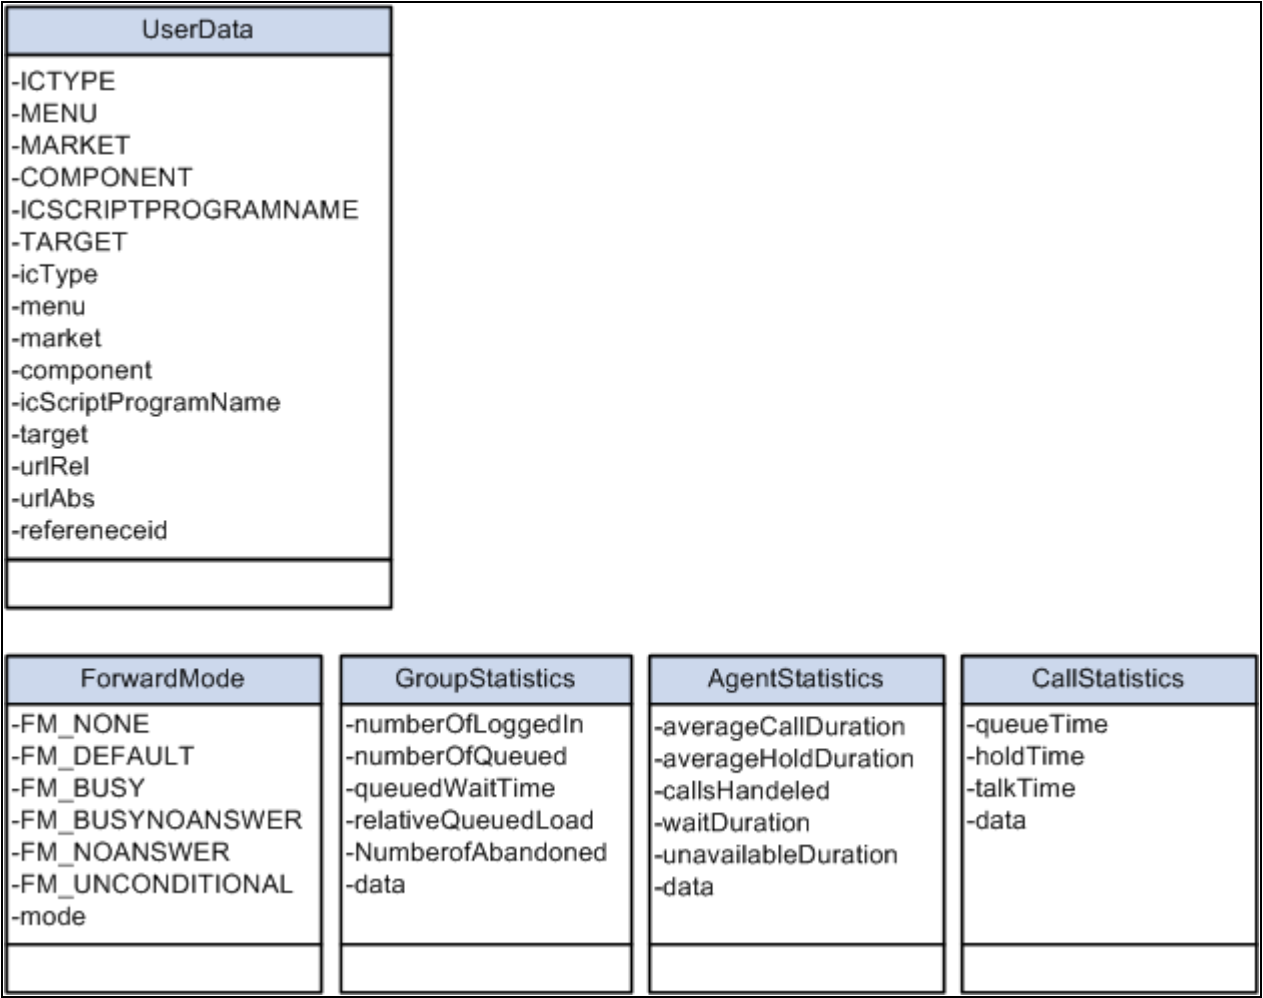 UserData
-ICTYPE
-MENU
-MARKET
-COMPONENT
-ICSCRIPTPROGRAMNAME
-TARGET
-icType
-menu
-market
-component
-icScriptProgramName
-target
-urlRel
-urlAbs
-refereneceid
ForwardMode
-FM_NONE
-FM_DEFAULT
-FM_BUSY
-FM_BUSYNOANSWER
-FM_NOANSWER
-FM_UNCONDITIONAL
-mode
GroupStatistics
-numberOfLoggedIn
-numberOfQueued
-queuedWaitTime
-relativeQueuedLoad
-NumberofAbandoned
-data
AgentStatistics
-averageCallDuration
-averageHoldDuration
-callsHandeled
-waitDuration
-unavailableDuration
-data
CallStatistics
-queueTime
-holdTime
-talkTime
-data